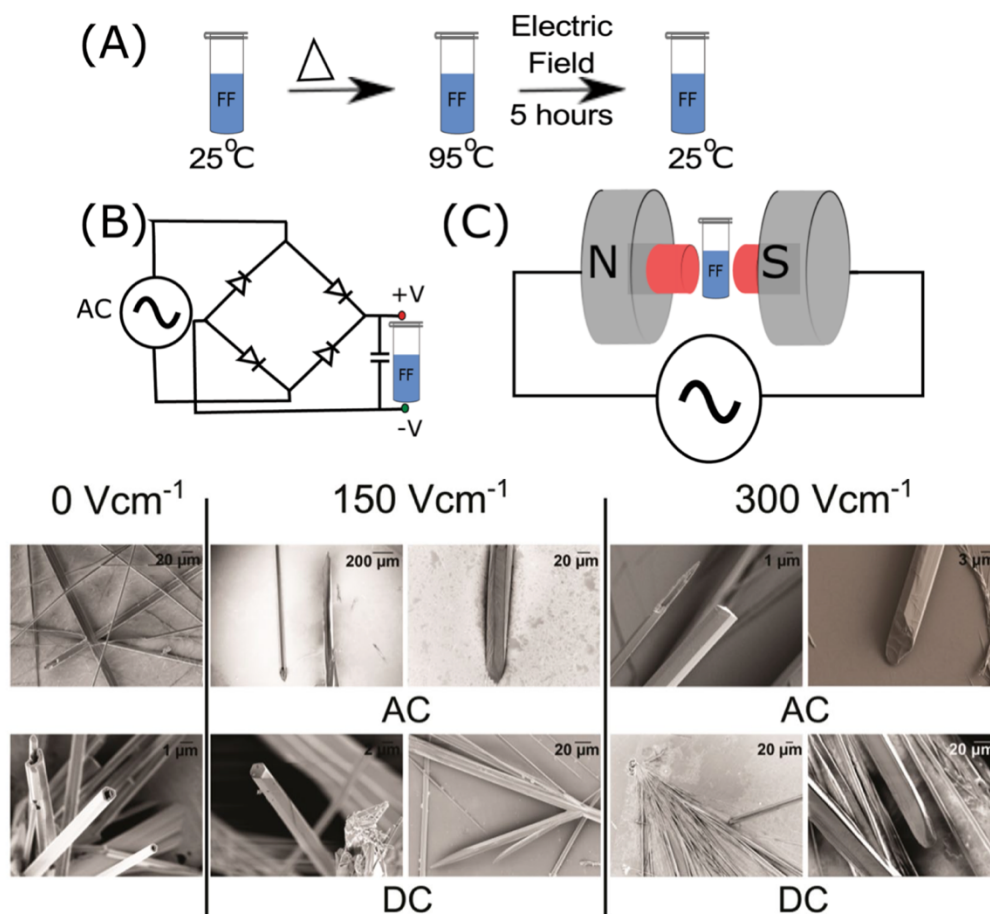 (A)
FF
25°C
△
FF
95°C
Electric
Field
5 hours
FF
25°C
(B)
AC
+V
FF
-V
(C)
N
FF
S
0 Vcm⁻¹
150 Vcm⁻¹
300 Vcm⁻¹
20 µm
200 µm
20 µm
1 µm
3 µm
AC
AC
1 µm
2 µm
20 µm
20 µm
20 µm
DC
DC